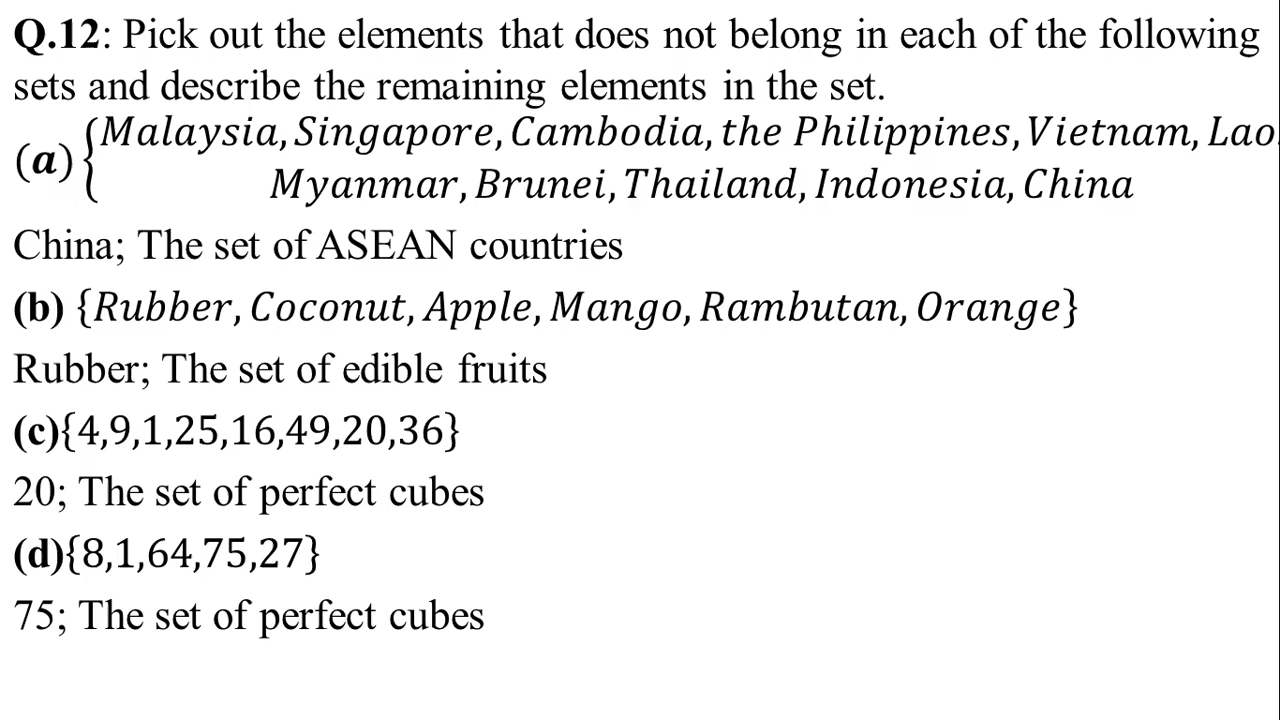 Q.12: Pick out the elements that does not belong in each of the following
sets and describe the remaining elements in the set.
(a) {Malaysia, Singapore, Cambodia, the Philippines, Vietnam, Lao
Myanmar, Brunei, Thailand, Indonesia, China
China; The set of ASEAN countries
(b) {Rubber, Coconut, Apple, Mango, Rambutan, Orange}
Rubber; The set of edible fruits
(c){4,9,1,25,16,49,20,36}
20; The set of perfect cubes
(d){8,1,64,75,27}
75; The set of perfect cubes